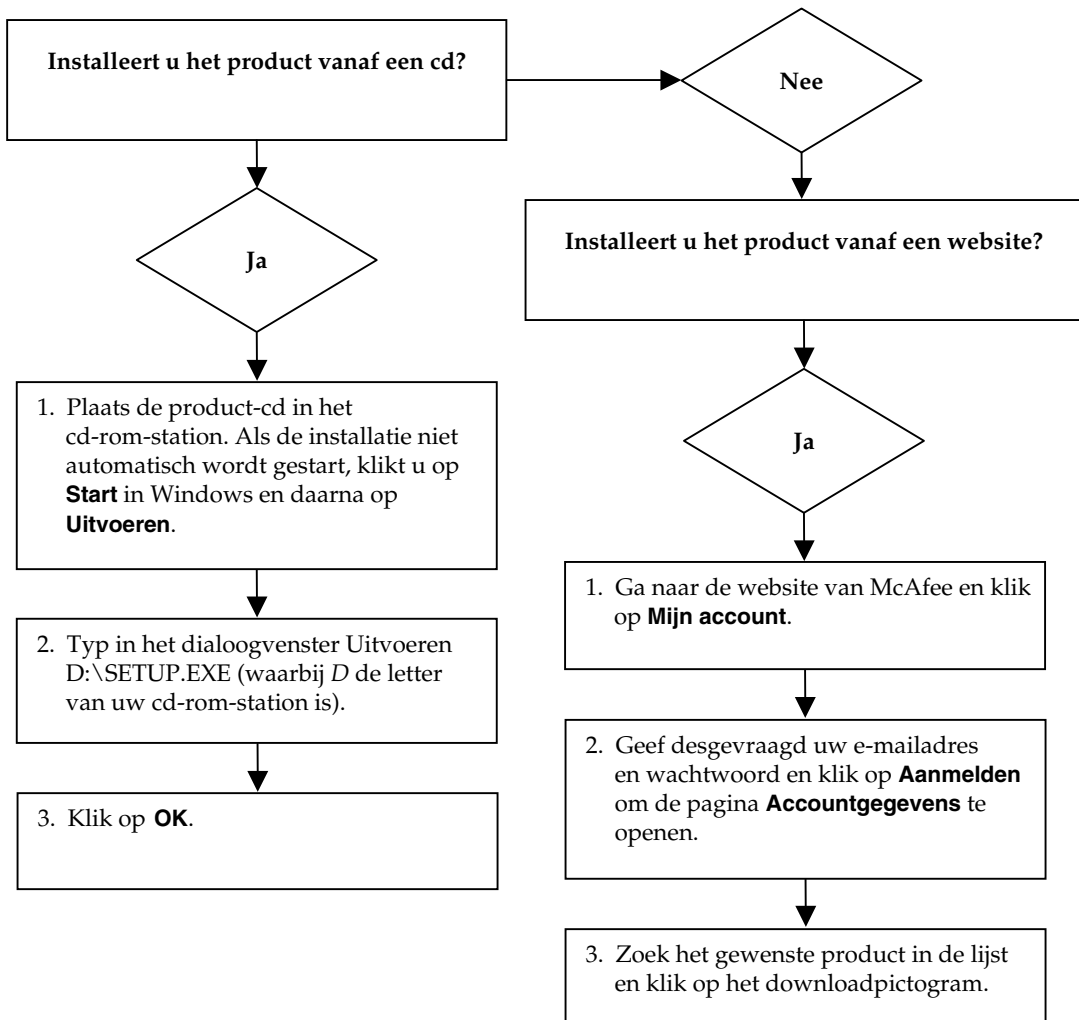 Installeert u het product vanaf een cd?
Nee
Ja
Installeert u het product vanaf een website?
Ja
1. Plaats de product-cd in het
cd-rom-station. Als de installatie niet
automatisch wordt gestart, klikt u op
Start in Windows en daarna op
Uitvoeren.
2. Typ in het dialoogvenster Uitvoeren
D:\SETUP.EXE (waarbij D de letter
van uw cd-rom-station is).
3. Klik op OK.
1. Ga naar de website van McAfee en klik
op Mijn account.
2. Geef desgevraagd uw e-mailadres
en wachtwoord en klik op Aanmelden
om de pagina Accountgegevens te
openen.
3. Zoek het gewenste product in de lijst
en klik op het downloadpictogram.